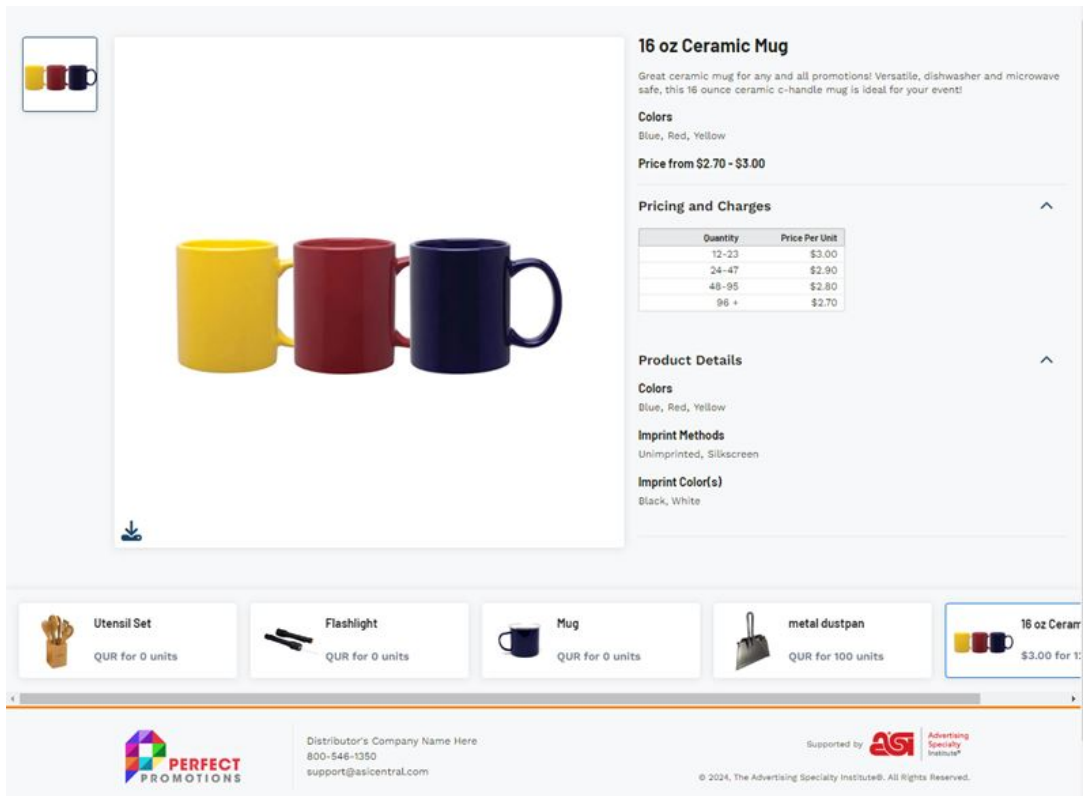 16 oz Ceramic Mug
Great ceramic mug for any and all promotions! Versatile, dishwasher and microwave
safe, this 16 ounce ceramic c-handle mug is ideal for your event!
Colors
Blue, Red, Yellow
Price from $2.70 - $3.00
Pricing and Charges
Quantity Price Per Unit
12-23 $3.00
24-47 $2.90
48-95 $2.80
96 + $2.70
Product Details
Colors
Blue, Red, Yellow
Imprint Methods
Unimprinted, Silkscreen
Imprint Color(s)
Black, White
Utensil Set
QUR for 0 units
Flashlight
QUR for 0 units
Mug
QUR for 0 units
metal dustpan
QUR for 100 units
16 oz Ceram
$3.00 for 1
PERFECT
PROMOTIONS
Distributor's Company Name Here
800-546-1350
support@asicentral.com
Supported by
asi
Advertising
Specialty
Institute®
© 2024, The Advertising Specialty Institute®. All Rights Reserved.